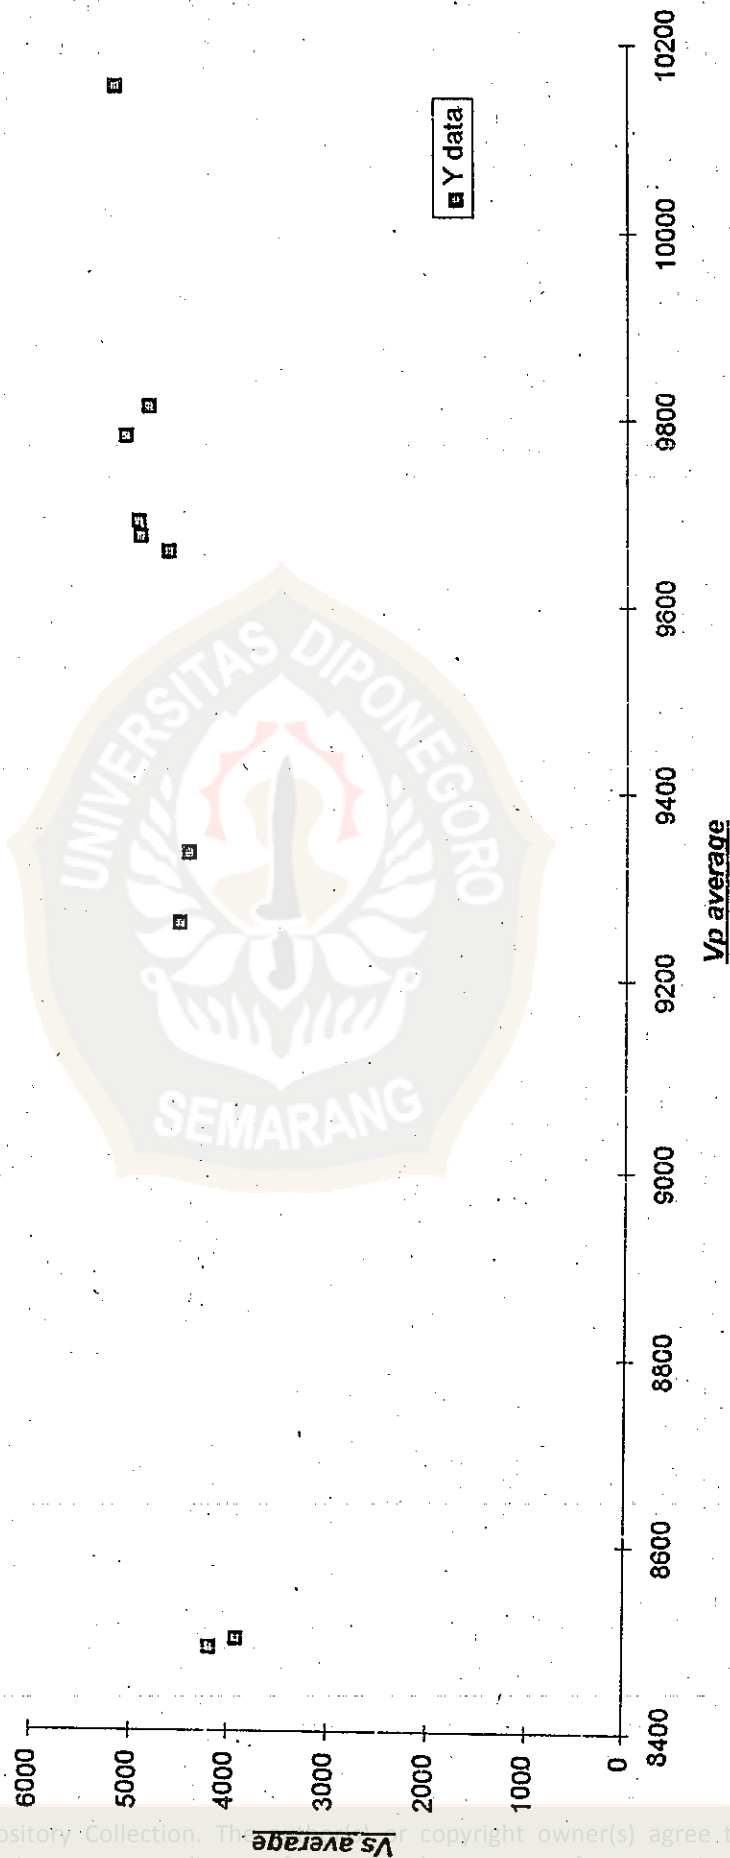 Vs average
6000
5000
4000
3000
2000
1000
0
8400
8600
8800
9000
9200
9400
9600
9800
10000
10200
Vp average
Y data
UNIVERSITAS DIPONEGORO
SEMARANG
ository Collection. The author(s) or copyright owner(s) agree t